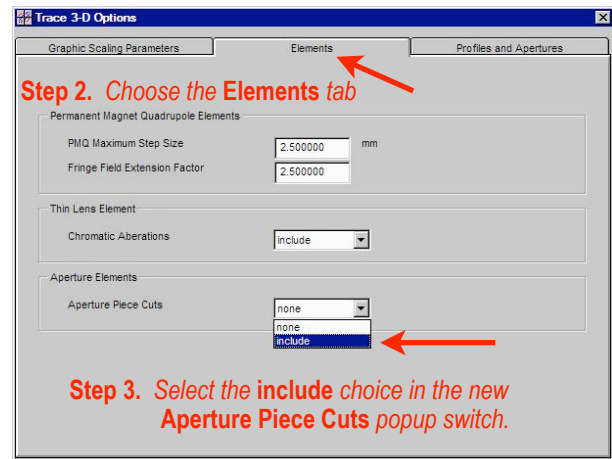 Trace 3-D Options
Graphic Scaling Parameters Elements Profiles and Apertures
Step 2. Choose the Elements tab
Permanent Magnet Quadrupole Elements
PMQ Maximum Step Size 2.500000 mm
Fringe Field Extension Factor 2.500000
Thin Lens Element
Chromatic Aberations include
Aperture Elements
Aperture Piece Cuts none
none
include
Step 3. Select the include choice in the new
Aperture Piece Cuts popup switch.